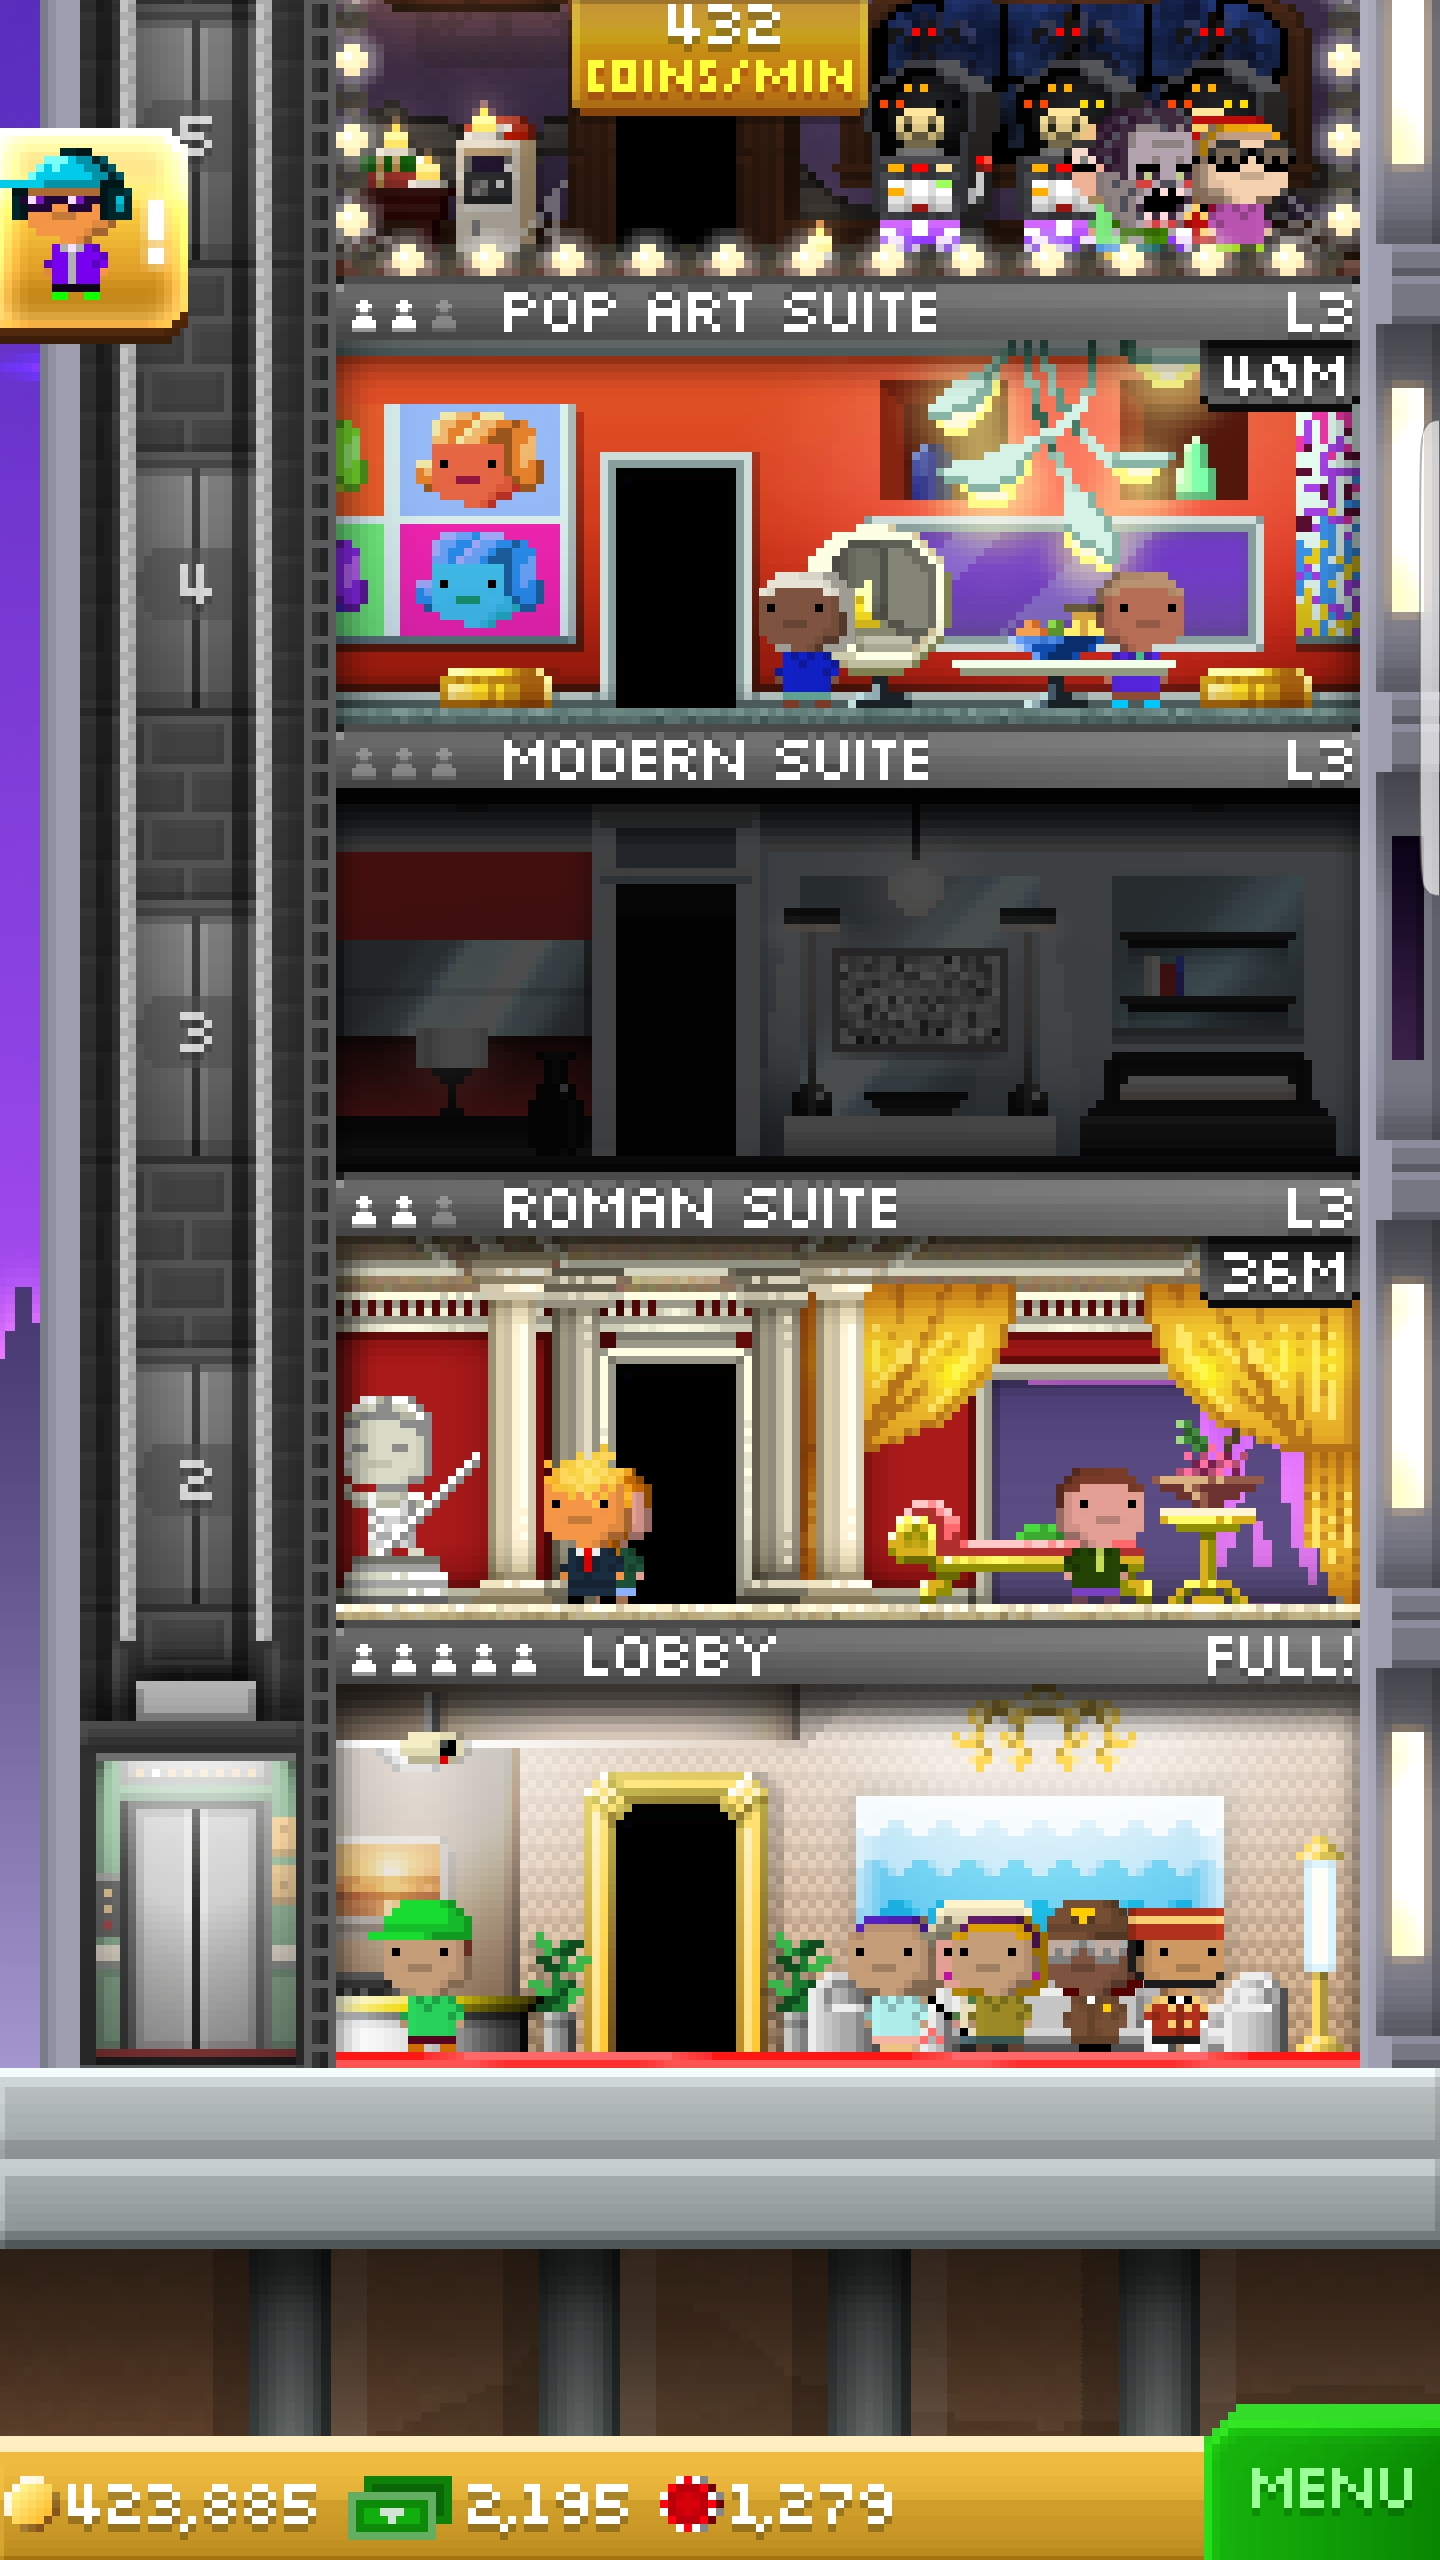 432
COINS/MIN
5
!
POP ART SUITE L3
40M
4
MODERN SUITE L3
3
ROMAN SUITE L3
36M
2
LOBBY FULL!
423,885 2,195 1,279
MENU